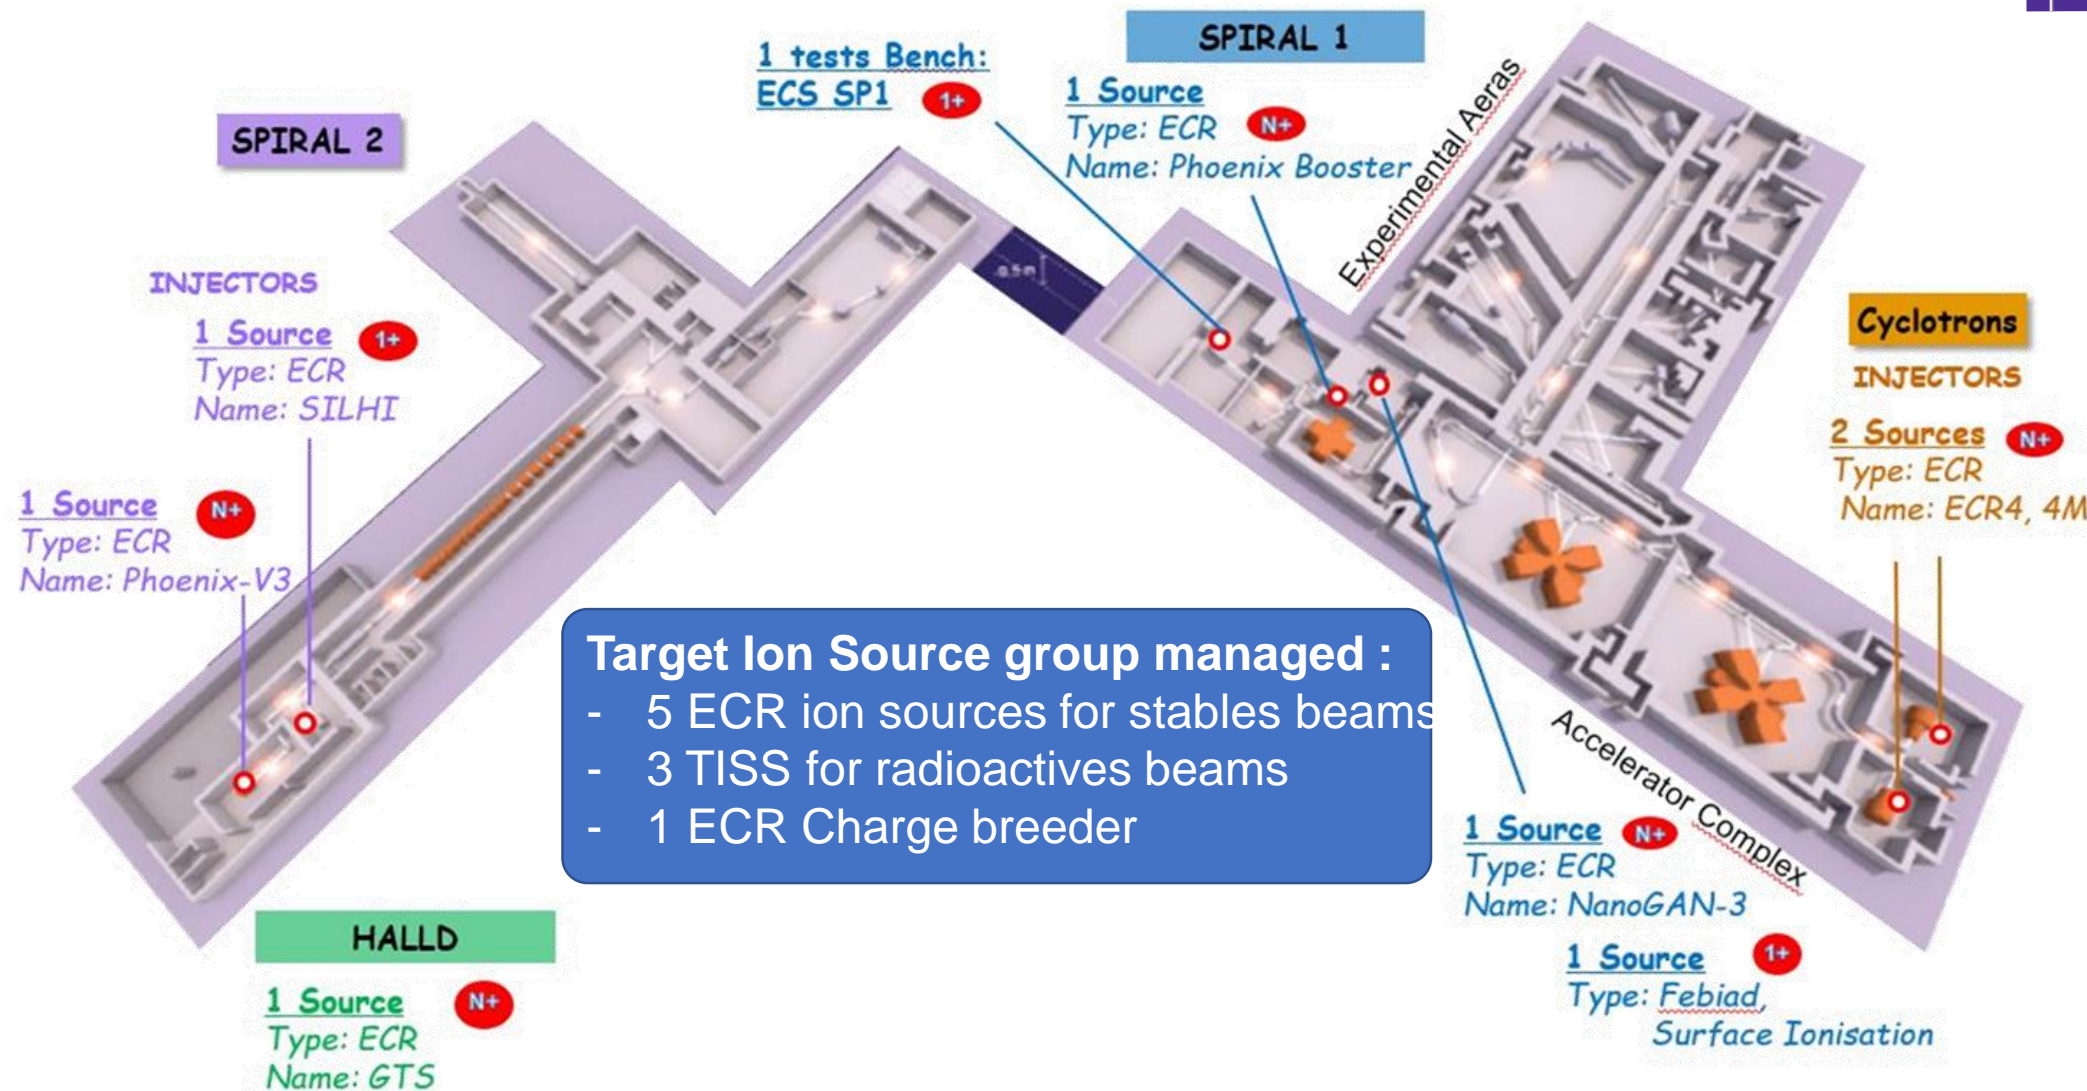 SPIRAL 2
INJECTORS
1 Source 1+
Type: ECR
Name: SILHI
1 Source N+
Type: ECR
Name: Phoenix-V3
HALLD
1 Source N+
Type: ECR
Name: GTS
1 tests Bench:
ECS SP1 1+
SPIRAL 1
1 Source
Type: ECR N+
Name: Phoenix Booster
Experimental Aeras
Cyclotrons
INJECTORS
2 Sources N+
Type: ECR
Name: ECR4, 4M
Target Ion Source group managed :
- 5 ECR ion sources for stables beams
- 3 TISS for radioactives beams
- 1 ECR Charge breeder
Accelerator Complex
1 Source N+
Type: ECR
Name: NanoGAN-3
1 Source 1+
Type: Febiad,
Surface Ionisation